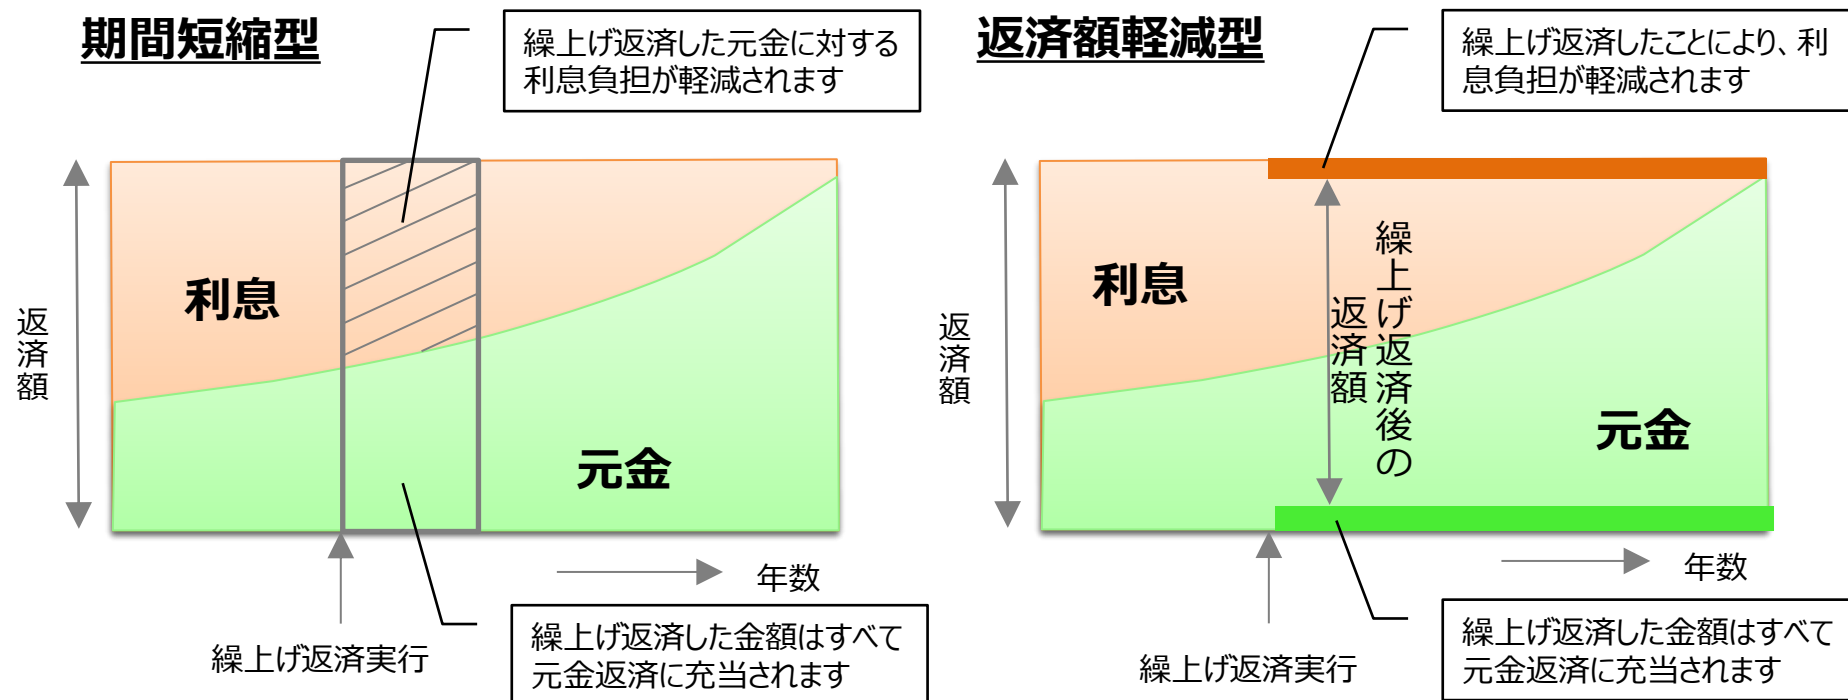 期間短縮型
繰上げ返済した元金に対する
利息負担が軽減されます
利息
元金
返済額
年数
繰上げ返済実行
繰上げ返済した金額はすべて
元金返済に充当されます
返済額軽減型
繰上げ返済したことにより、利
息負担が軽減されます
利息
繰上げ返済後の
返済額
元金
返済額
年数
繰上げ返済実行
繰上げ返済した金額はすべて
元金返済に充当されます